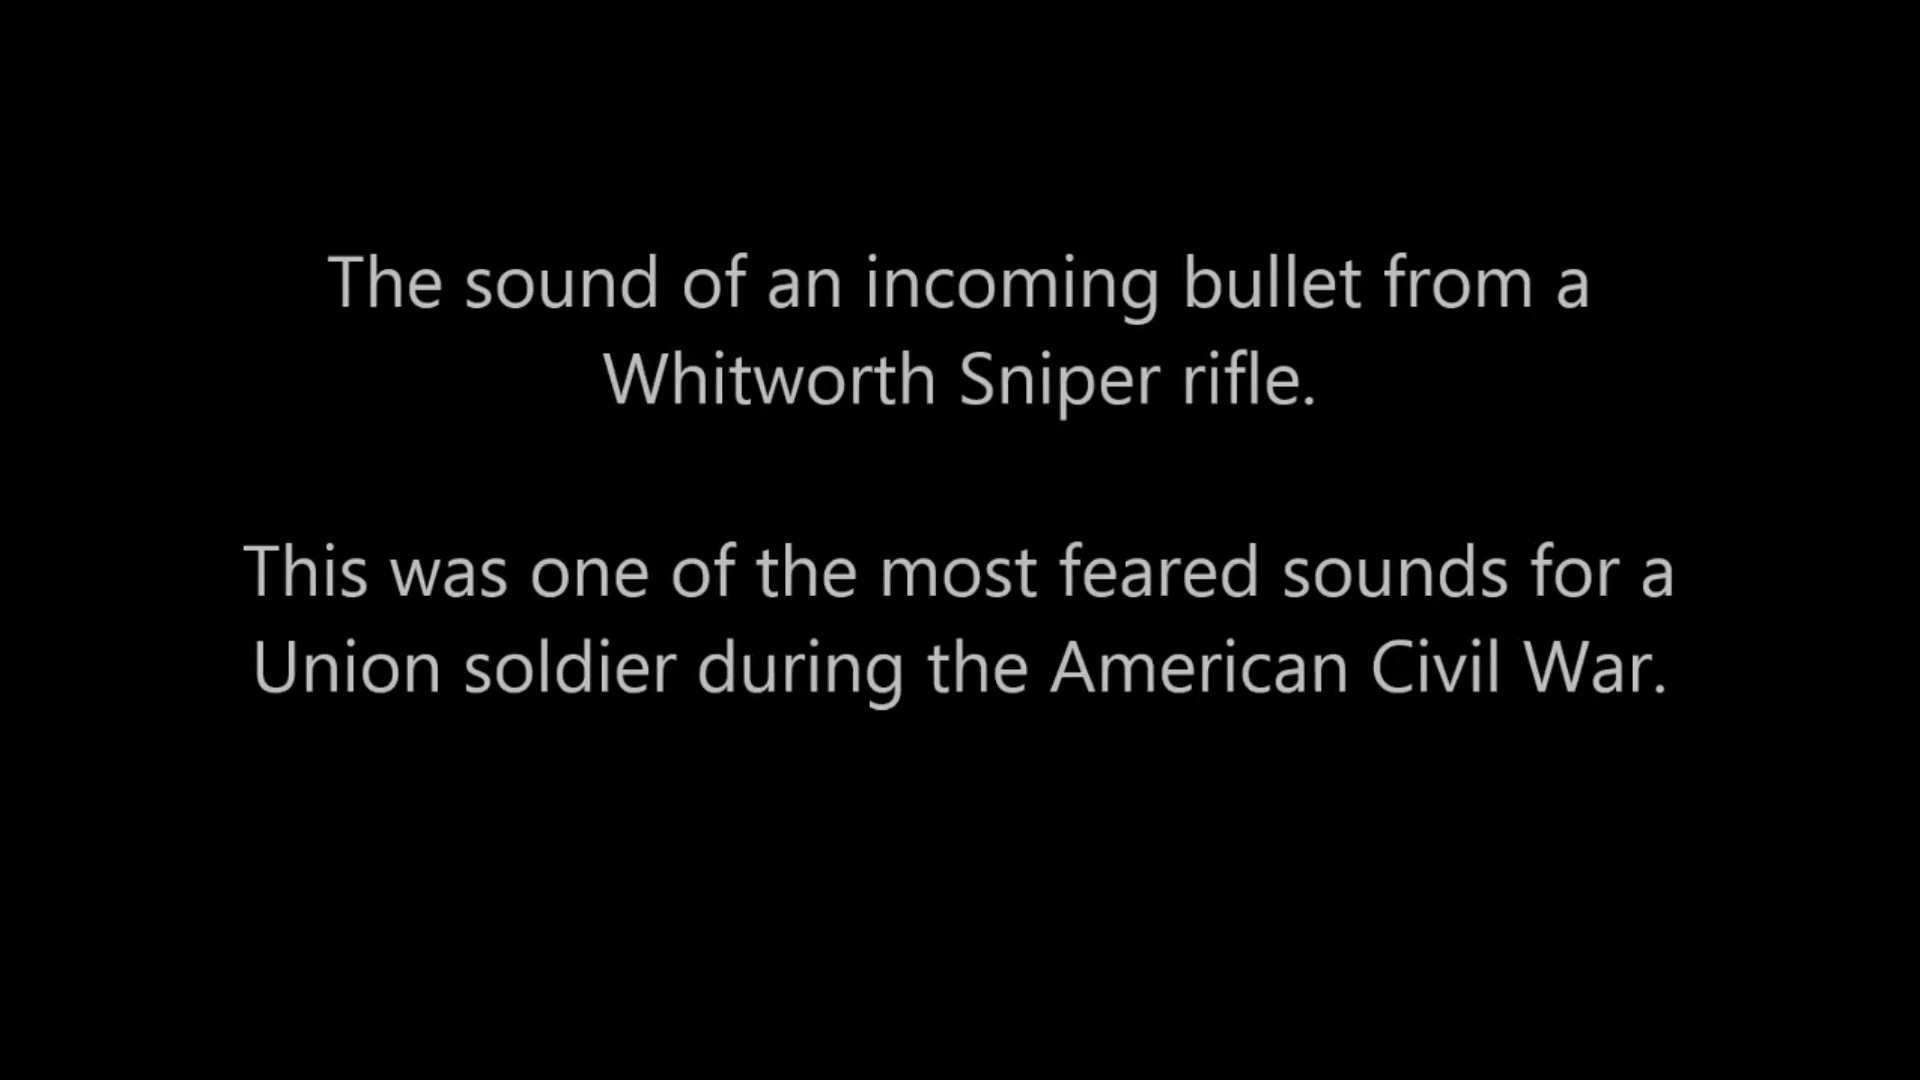 The sound of an incoming bullet from a
Whitworth Sniper rifle.
This was one of the most feared sounds for a
Union soldier during the American Civil War.